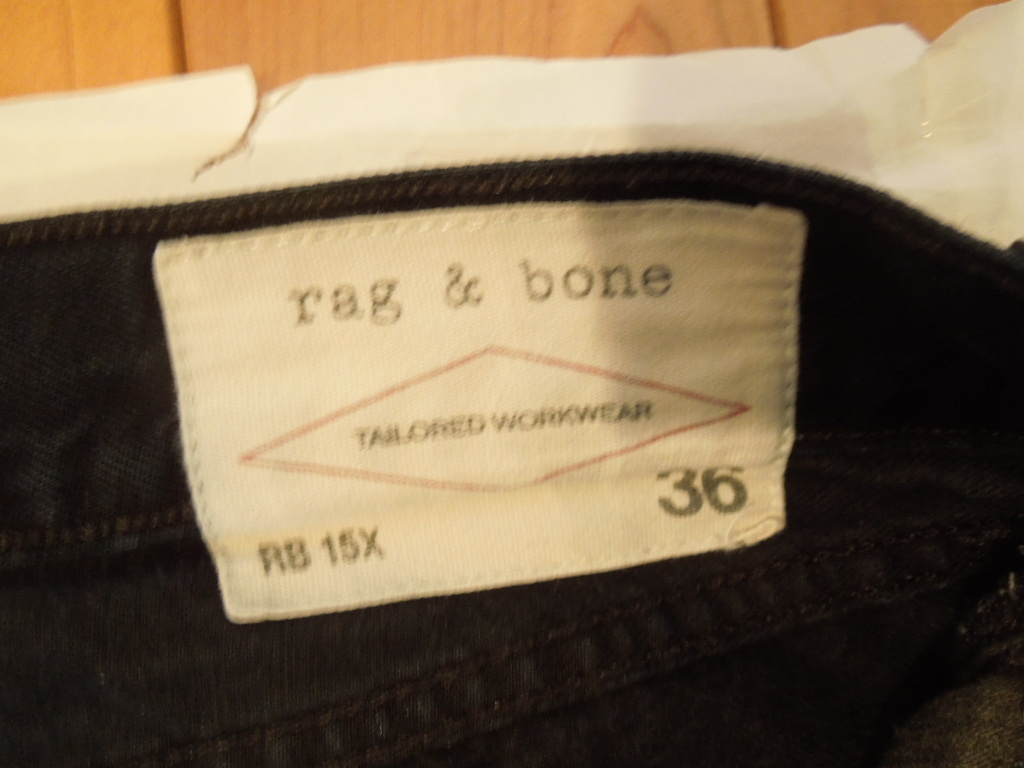 rag & bone
TAILORED WORKWEAR
36
RB 15X